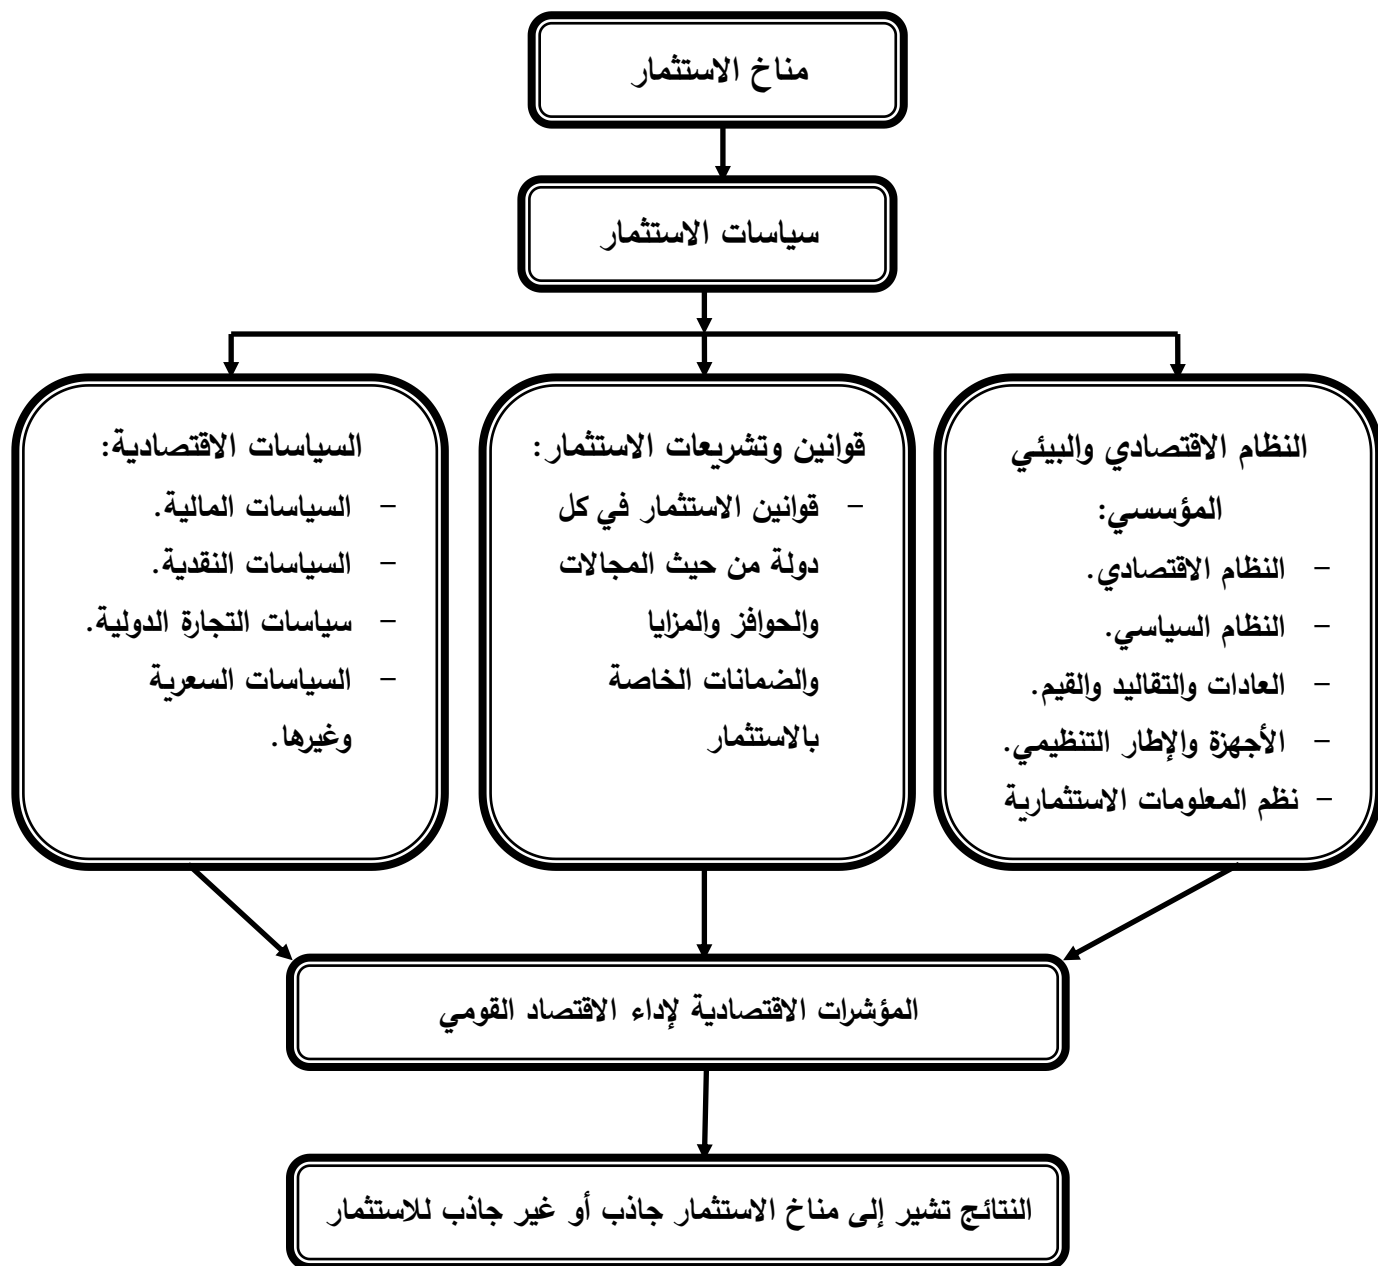 مناخ الاستثمار
سياسات الاستثمار
النظام الاقتصادي والبيئي
المؤسسي:
- النظام الاقتصادي.
- النظام السياسي.
- العادات والتقاليد والقيم.
- الأجهزة والإطار التنظيمي.
- نظم المعلومات الاستثمارية
قوانين وتشريعات الاستثمار:
- قوانين الاستثمار في كل
دولة من حيث المجالات
والحوافز والمزايا
والضمانات الخاصة
بالاستثمار
السياسات الاقتصادية:
- السياسات المالية.
- السياسات النقدية.
- سياسات التجارة الدولية.
- السياسات السعرية
وغيرها.
المؤشرات الاقتصادية لإداء الاقتصاد القومي
النتائج تشير إلى مناخ الاستثمار جاذب أو غير جاذب للاستثمار